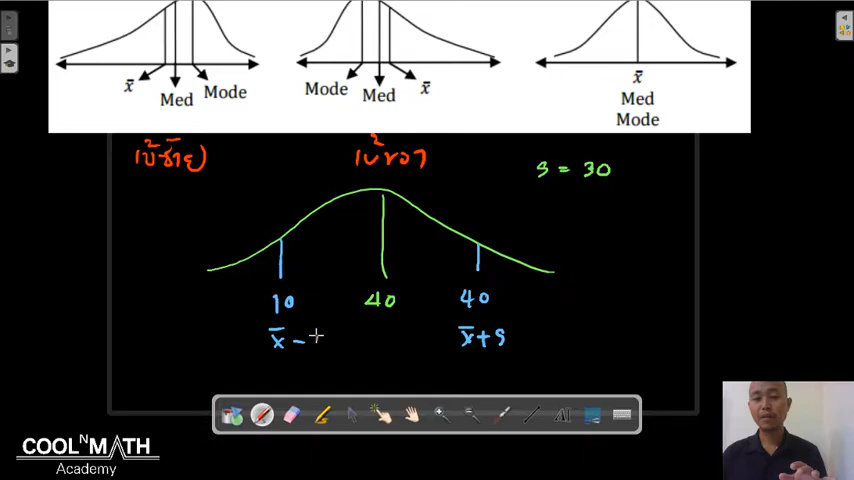 x̄ Med Mode
Mode Med x̄
x̄
Med
Mode
(เบ้ซ้าย)
เบ้ขวา
S = 30
10 40 40
x̄ - x̄ + S
COOL N MATH
Academy